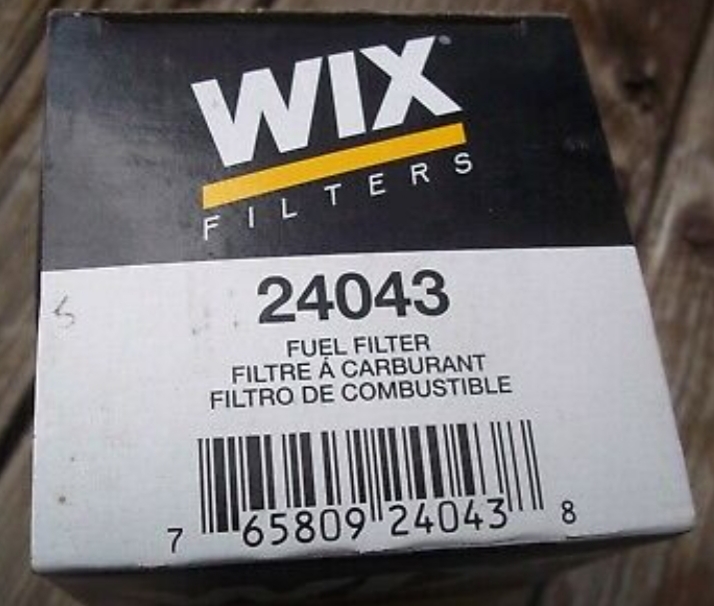 WIX
FILTERS
24043
FUEL FILTER
FILTRE À CARBURANT
FILTRO DE COMBUSTIBLE
7 65809 24043 8